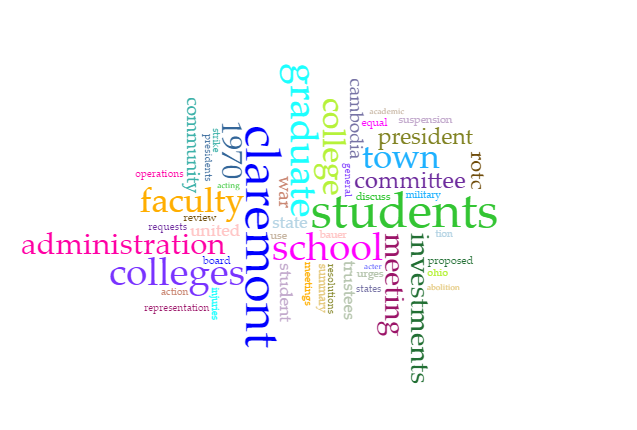 academic
graduate
cambodia
equal
suspension
community
college
1970
strike
presidents
claremont
president
town
rotc
operations
acting
general
committee
war
faculty
discuss
military
students
review
state
requests
united
use
bauer
meeting
investments
tion
administration
school
colleges
board
student
meetings
summary
resolutions
trustees
acter
urges
proposed
ohio
action
injuries
states
abolition
representation